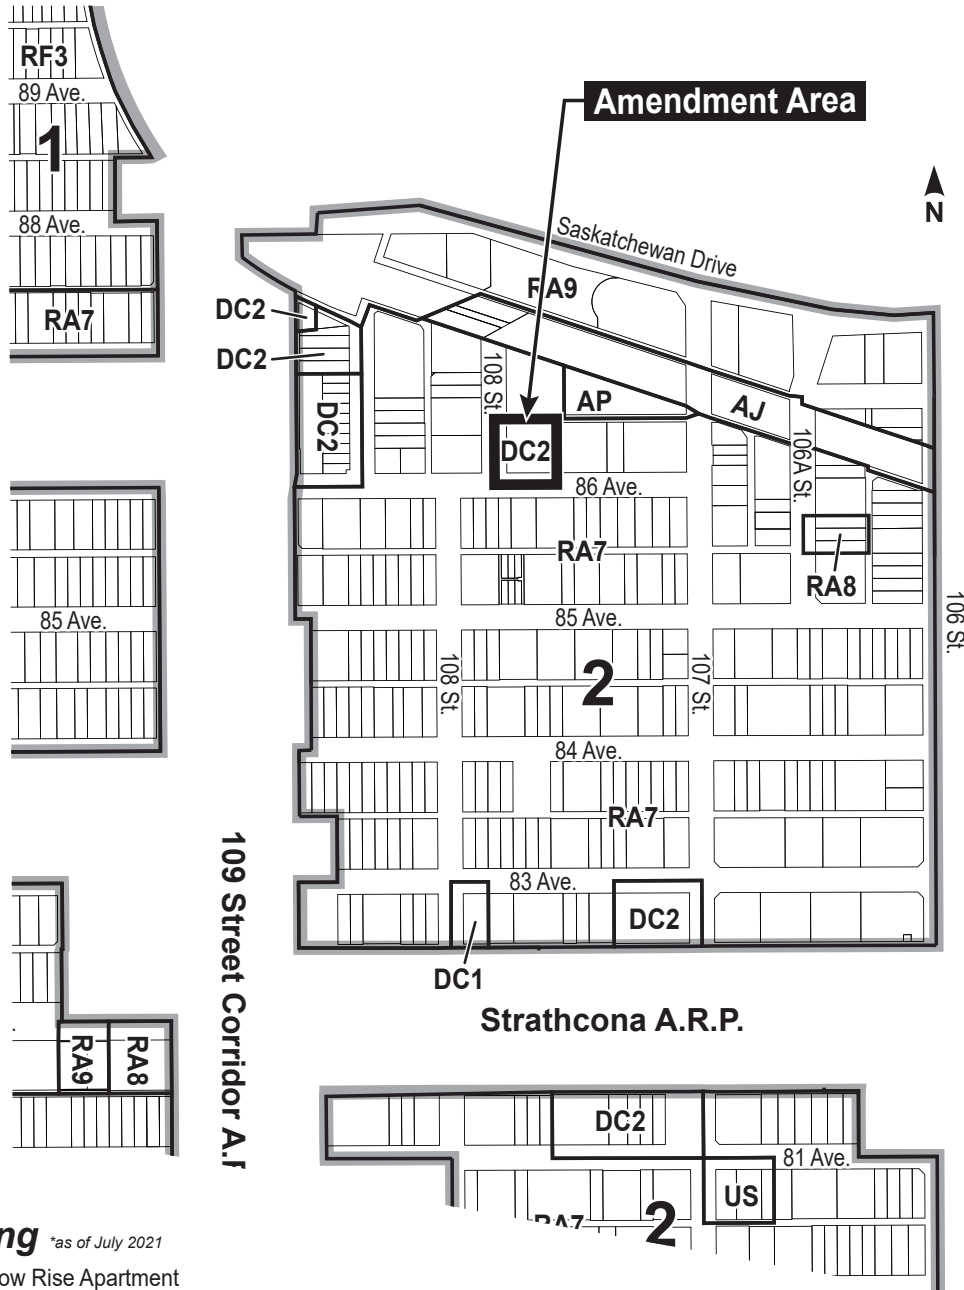 RF3
89 Ave.
1
88 Ave.
RA7
Amendment Area
N
Saskatchewan Drive
RA9
DC2
DC2
DC2
108 St.
AP
AJ
DC2
106A St.
86 Ave.
RA7
RA8
85 Ave.
85 Ave.
106 St.
108 St.
2
107 St.
84 Ave.
RA7
109 Street Corridor A.
83 Ave.
DC2
DC1
Strathcona A.R.P.
RA9
RA8
DC2
81 Ave.
US
RA7
2
ng *as of July 2021
ow Rise Apartment